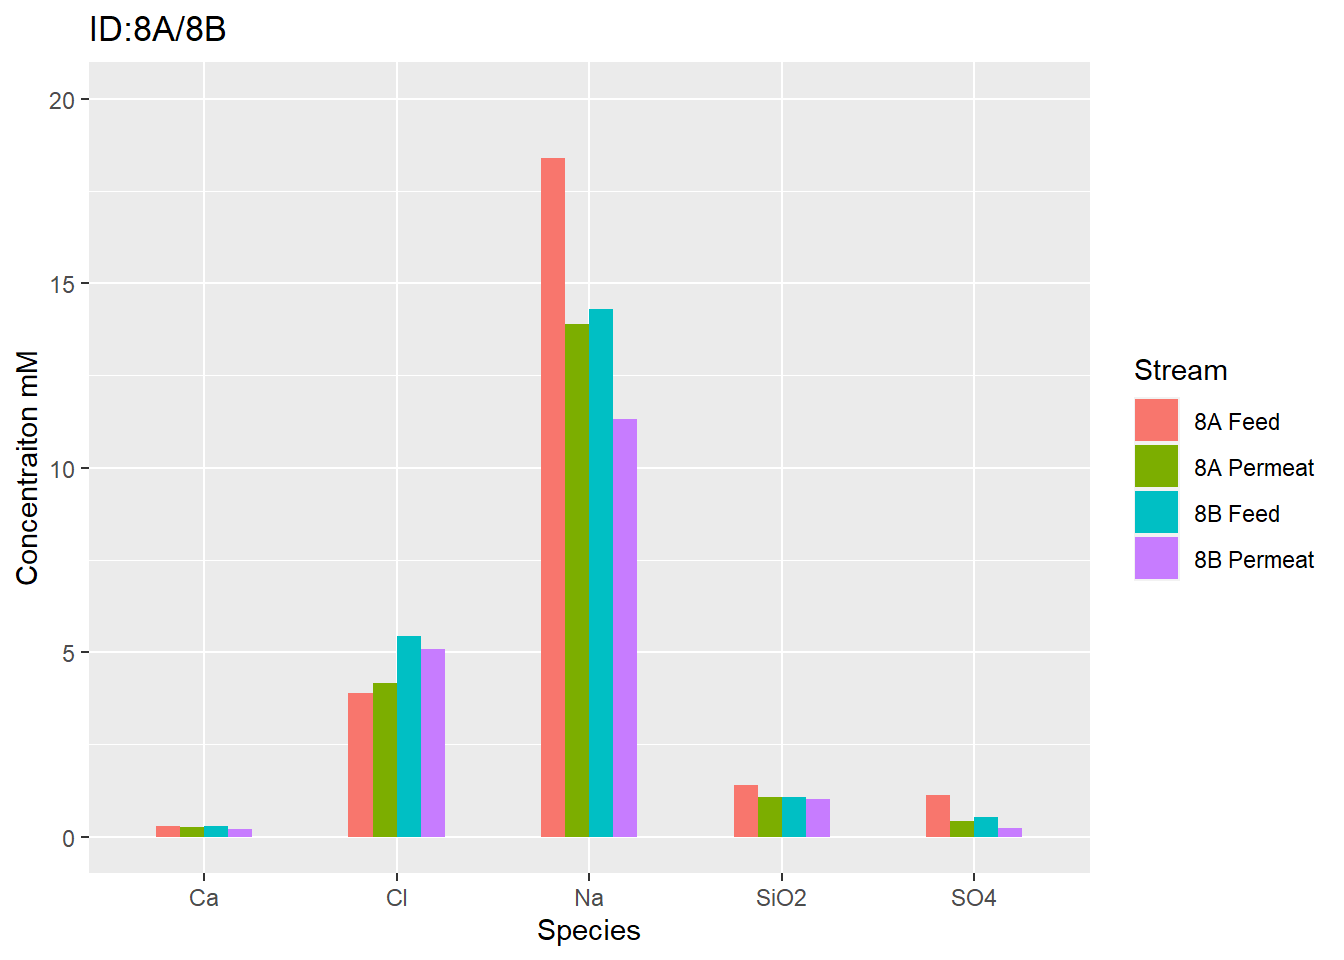 ID:8A/8B
20
15
10
5
0
Concentraiton mM
Ca Cl Na SiO2 SO4
Species
Stream
8A Feed
8A Permeat
8B Feed
8B Permeat